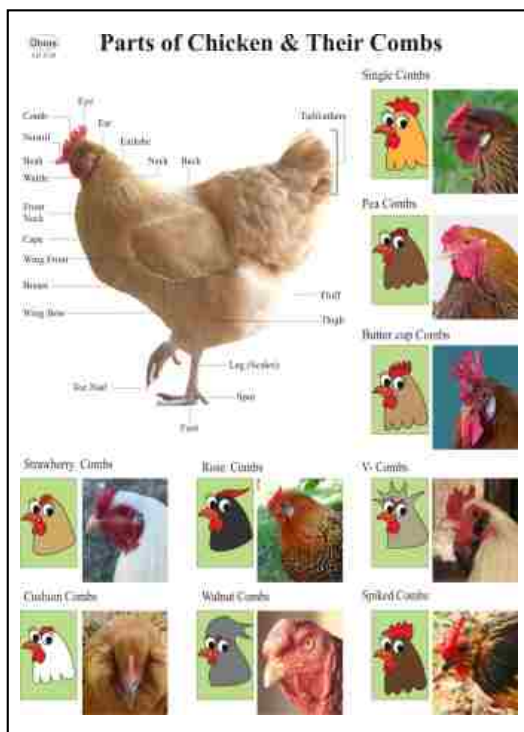 Parts of Chicken & Their Combs
Single Combs
Eye
Comb
Ear
Tailfeathers
Nostril
Earlobe
Beak
Neck
Back
Wattle
Front
Neck
Pea Combs
Cape
Wing Front
Breast
Fluff
Wing Bow
Thigh
Butter cup Combs
Leg (Scales)
Toe Nail
Spur
Foot
Strawberry Combs
Rose Combs
V- Combs
Cushion Combs
Walnut Combs
Spiked Combs